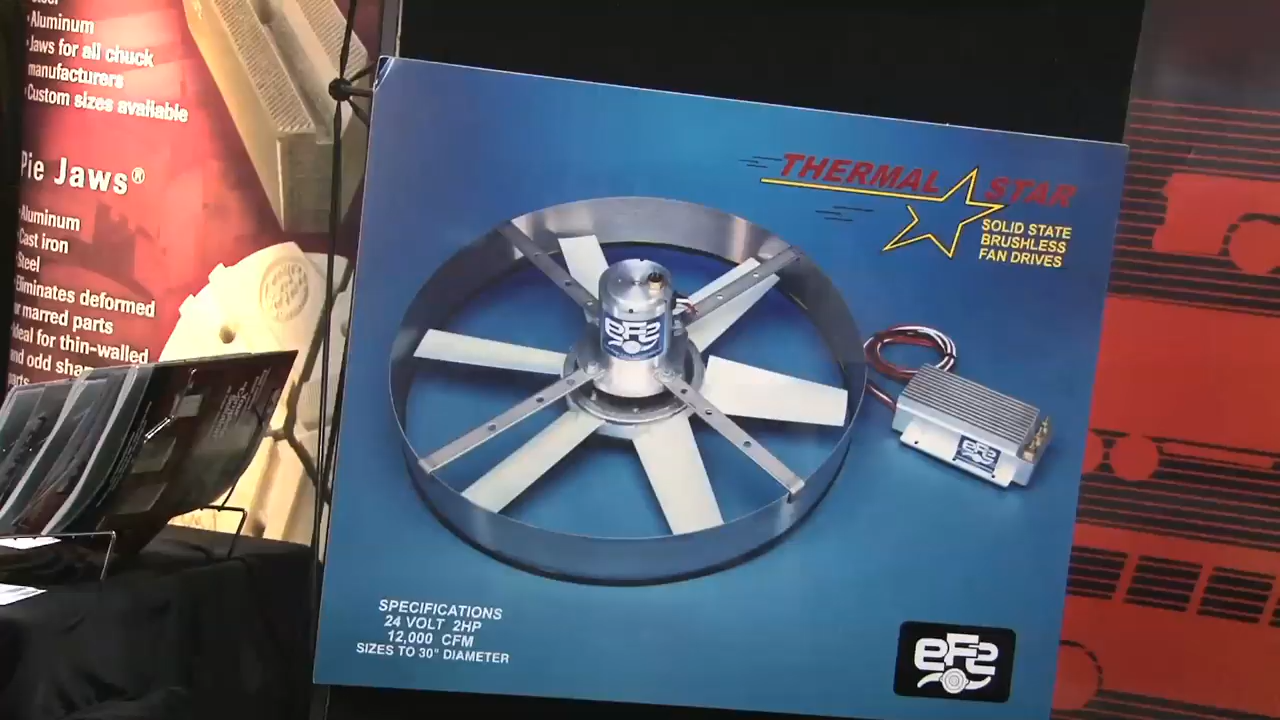 Aluminum
Jaws for all chuck
manufacturers
Custom sizes available
Pie Jaws®
Aluminum
Cast iron
Steel
Eliminates deformed
or marred parts
Ideal for thin-walled
and odd
parts
THERMAL STAR
SOLID STATE
BRUSHLESS
FAN DRIVES
SPECIFICATIONS
24 VOLT 2HP
12,000 CFM
SIZES TO 30" DIAMETER